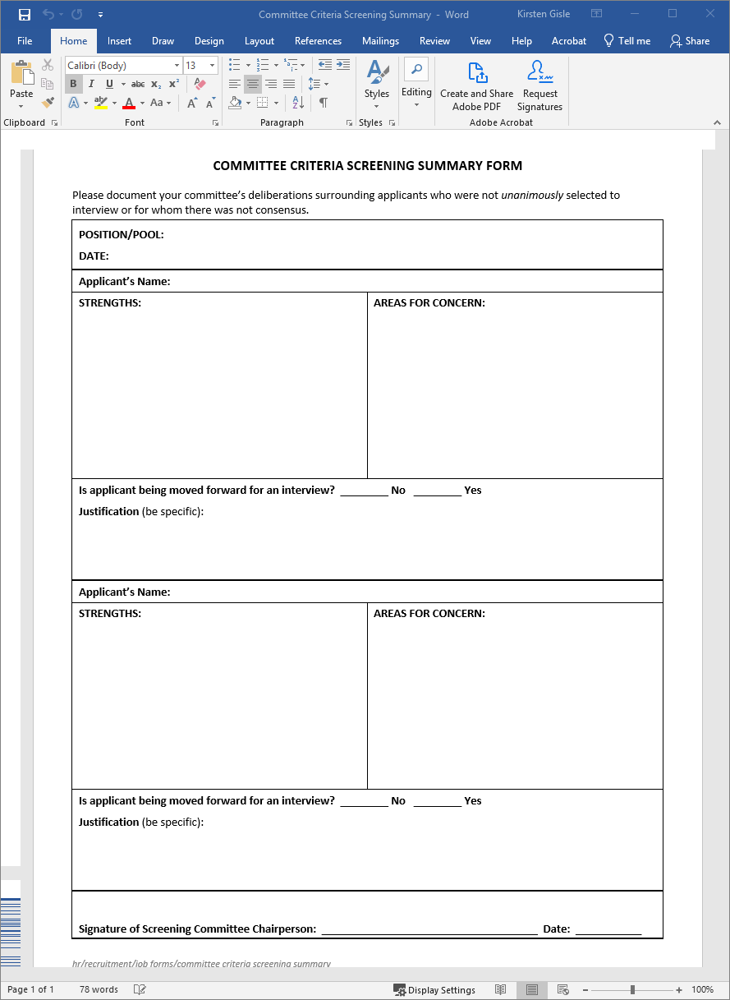 Committee Criteria Screening Summary - Word
Kirsten Gisle
File Home Insert Draw Design Layout References Mailings Review View Help Acrobat Tell me Share
Calibri (Body) 13
Paste
B I U abc x₂ x²
A ab A Aa A A
Styles
Editing
Create and Share
Adobe PDF
Request
Signatures
Clipboard Font Paragraph Styles Adobe Acrobat
COMMITTEE CRITERIA SCREENING SUMMARY FORM
Please document your committee’s deliberations surrounding applicants who were not unanimously selected to
interview or for whom there was not consensus.
POSITION/POOL:
DATE:
Applicant’s Name:
STRENGTHS: AREAS FOR CONCERN:
Is applicant being moved forward for an interview? ________ No ________ Yes
Justification (be specific):
Applicant’s Name:
STRENGTHS: AREAS FOR CONCERN:
Is applicant being moved forward for an interview? ________ No ________ Yes
Justification (be specific):
Signature of Screening Committee Chairperson: ____________________________________ Date: ___________
hr/recruitment/job forms/committee criteria screening summary
Page 1 of 1 78 words Display Settings 100%